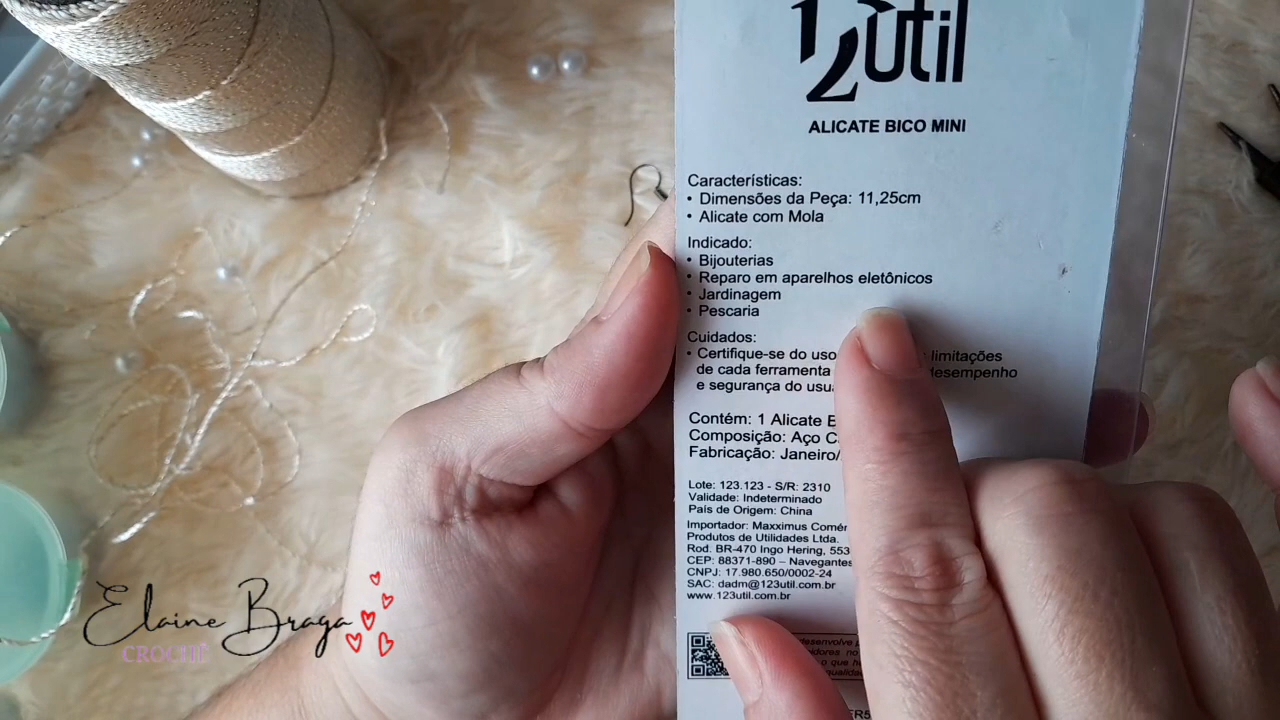 12util
ALICATE BICO MINI
Características:
• Dimensões da Peça: 11,25cm
• Alicate com Mola
Indicado:
• Bijouterias
• Reparo em aparelhos eletônicos
• Jardinagem
• Pescaria
Cuidados:
• Certifique-se do uso limitações
de cada ferramenta desempenho
e segurança do
Contém: 1 Alicate
Composição: Aço
Fabricação: Janeiro/
Lote: 123.123 - S/R: 2310
Validade: Indeterminado
País de Origem: China
Importador: Maxximus
Produtos de Utilidades Ltda.
Rod. BR-470 Ingo Hering, 553
CEP: 88371-890 – Navegantes
CNPJ: 17.980.650/0002-24
SAC: dadm@123util.com.br
www.123util.com.br
Elaine Braga
CROCHÊ